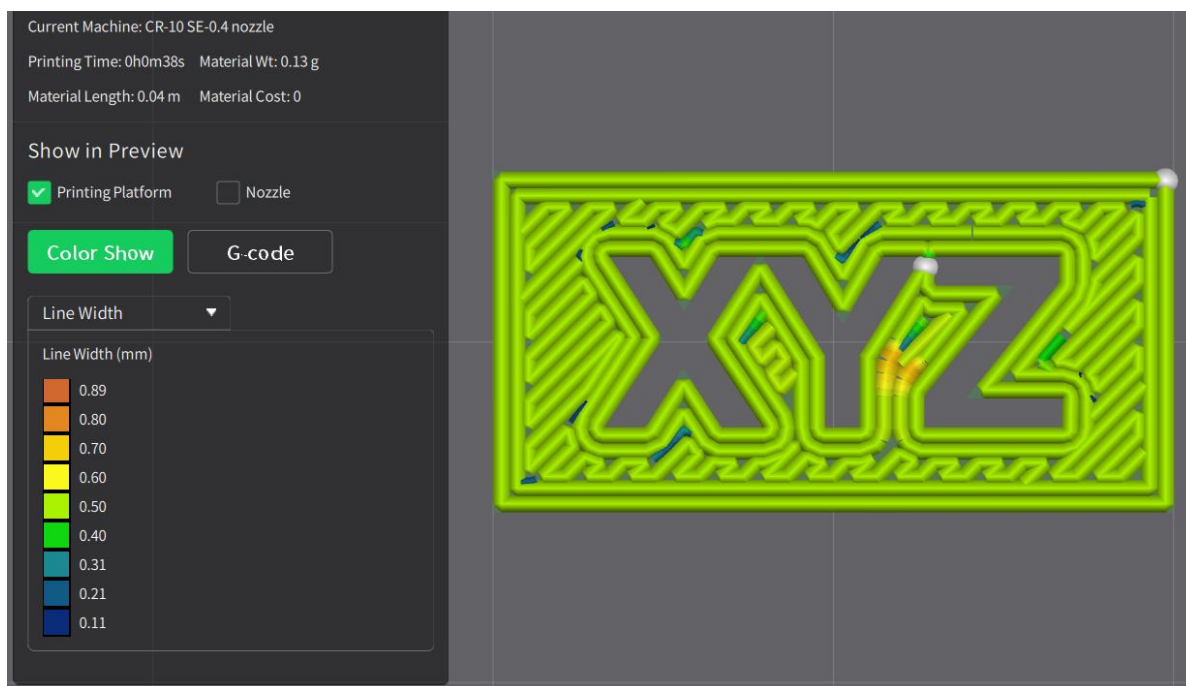 Current Machine: CR-10 SE-0.4 nozzle
Printing Time: 0h0m38s Material Wt: 0.13 g
Material Length: 0.04 m Material Cost: 0
Show in Preview
Printing Platform Nozzle
Color Show G-code
Line Width
Line Width (mm)
0.89
0.80
0.70
0.60
0.50
0.40
0.31
0.21
0.11
XYZ